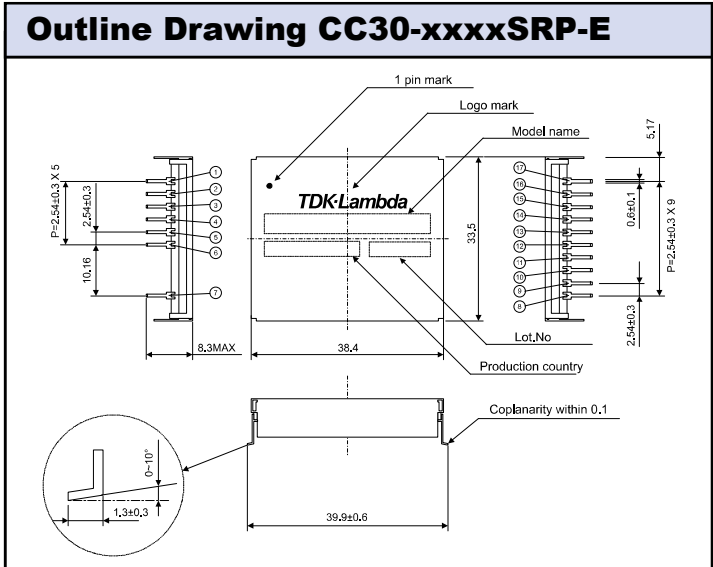 Outline Drawing CC30-xxxxSRP-E
1 pin mark
Logo mark
Model name
TDK·Lambda
Lot.No
Production country
P=2.54±0.3 X 5
2.54±0.3
10.16
8.3MAX
1
2
3
4
5
6
7
38.4
33.5
17
16
15
14
13
12
11
10
9
8
5.17
0.6±0.1
P=2.54±0.3 X 9
2.54±0.3
Coplanarity within 0.1
0~10°
1.3±0.3
39.9±0.6